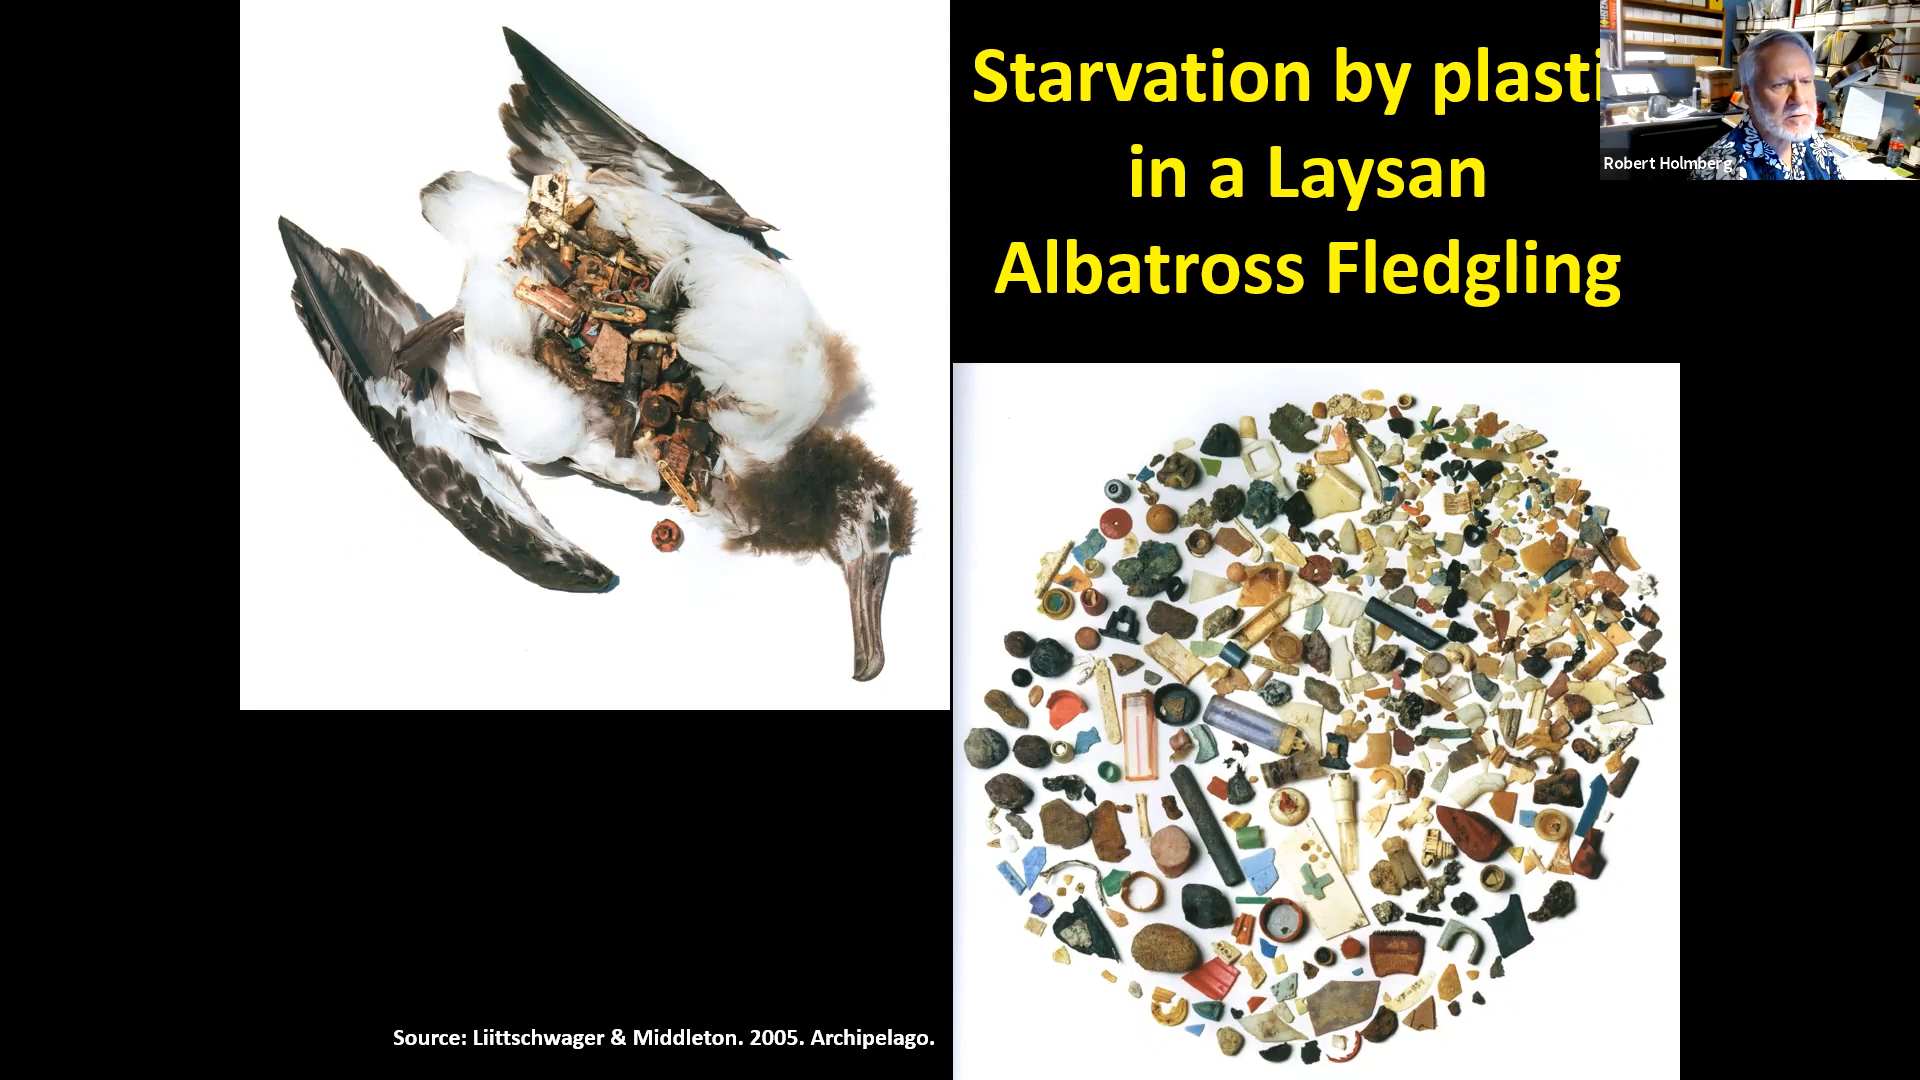 Starvation by plasti
in a Laysan
Albatross Fledgling
Robert Holmberg
Source: Liittschwager & Middleton. 2005. Archipelago.